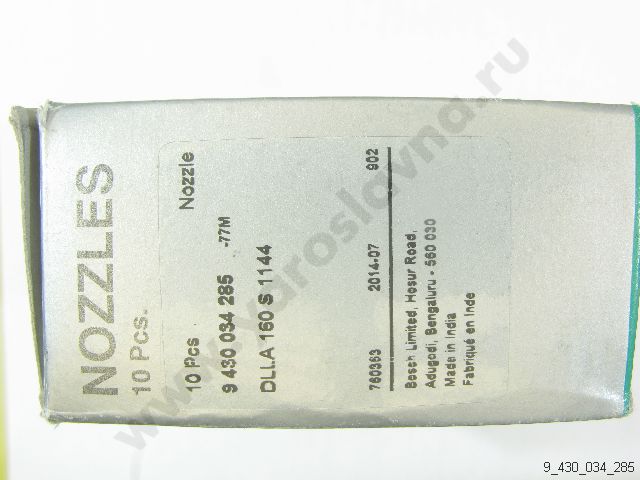 NOZZLES
10 Pcs.
10 Pcs Nozzle
9 430 034 285 -77M
DLLA 160 S 1144
760363 2014-07 902
Bosch Limited, Hosur Road,
Adugodi, Bengaluru - 560 030
Made in India
Fabriqué en Inde
www.yaroslavna.ru
9_430_034_285